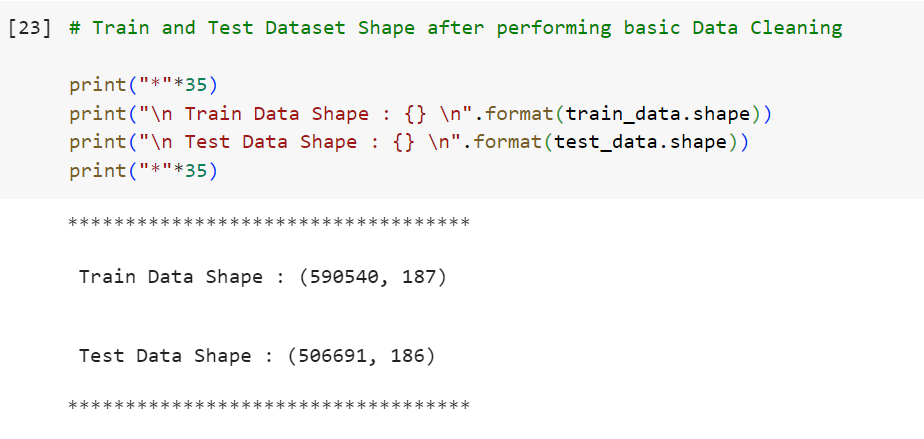 [23] # Train and Test Dataset Shape after performing basic Data Cleaning
print("*"*35)
print("\n Train Data Shape : {} \n".format(train_data.shape))
print("\n Test Data Shape : {} \n".format(test_data.shape))
print("*"*35)
***********************************
Train Data Shape : (590540, 187)
Test Data Shape : (506691, 186)
***********************************